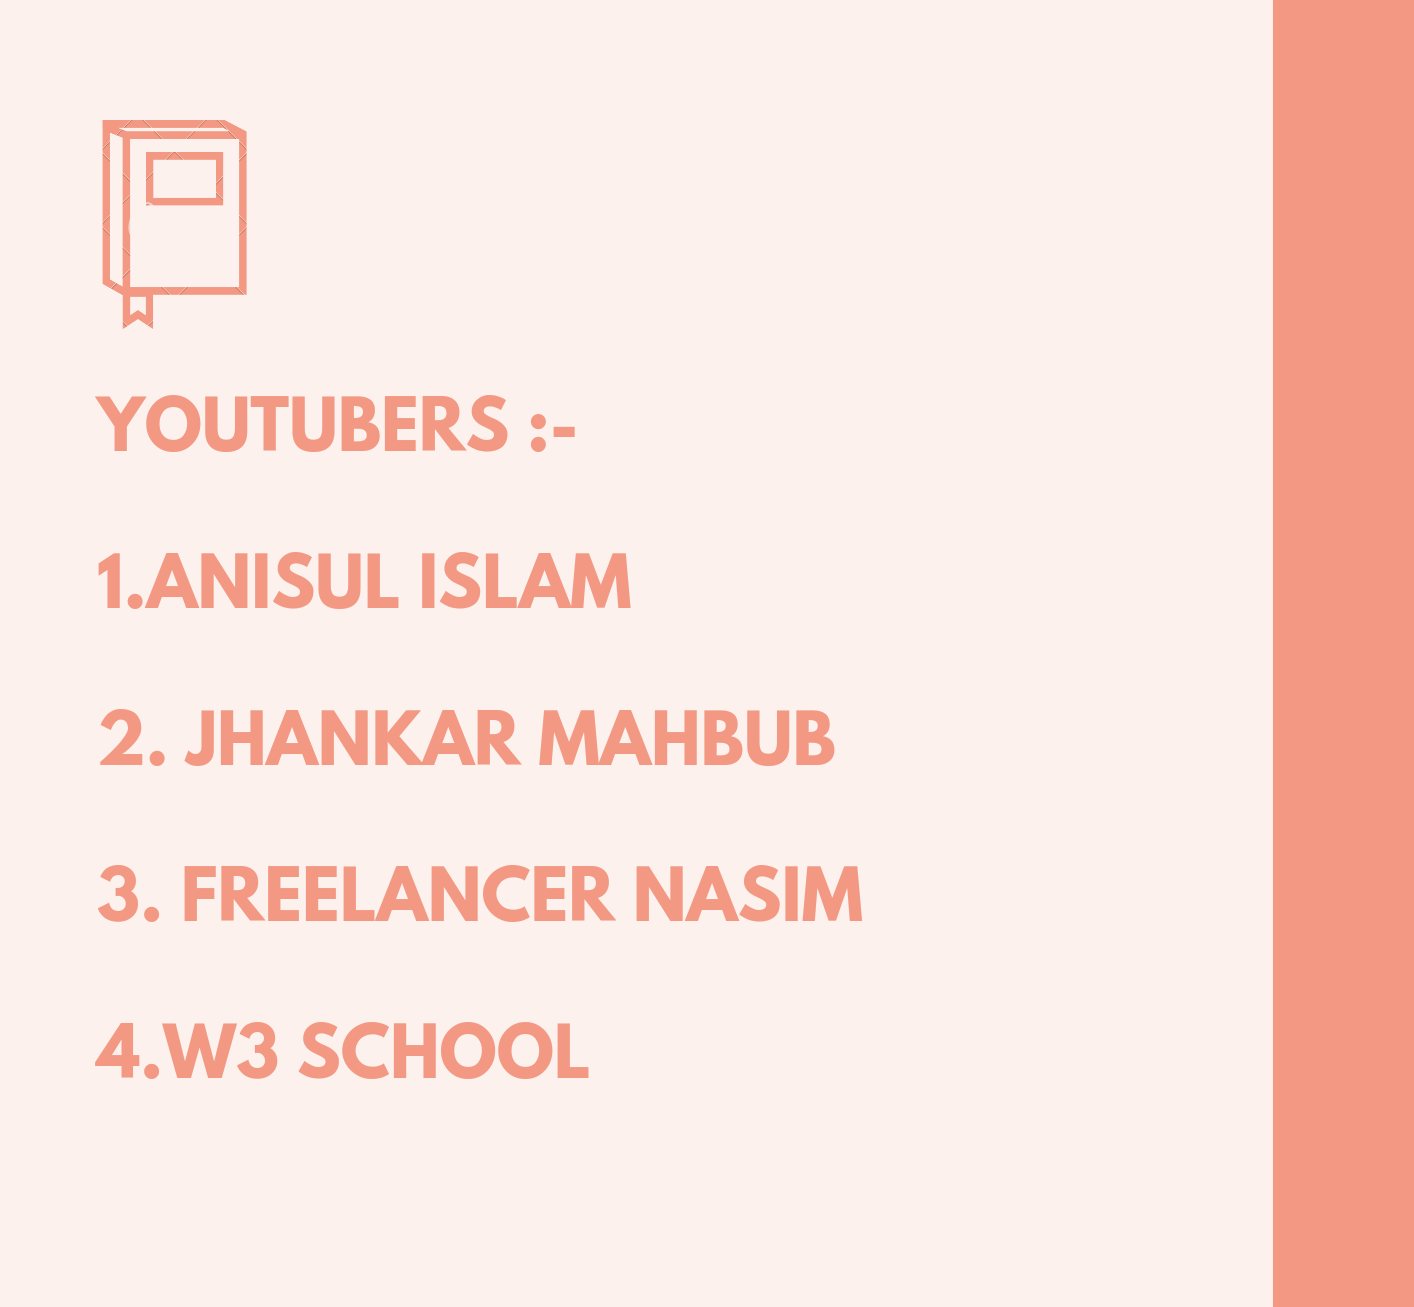 YOUTUBERS :-
1.ANISUL ISLAM
2. JHANKAR MAHBUB
3. FREELANCER NASIM
4.W3 SCHOOL